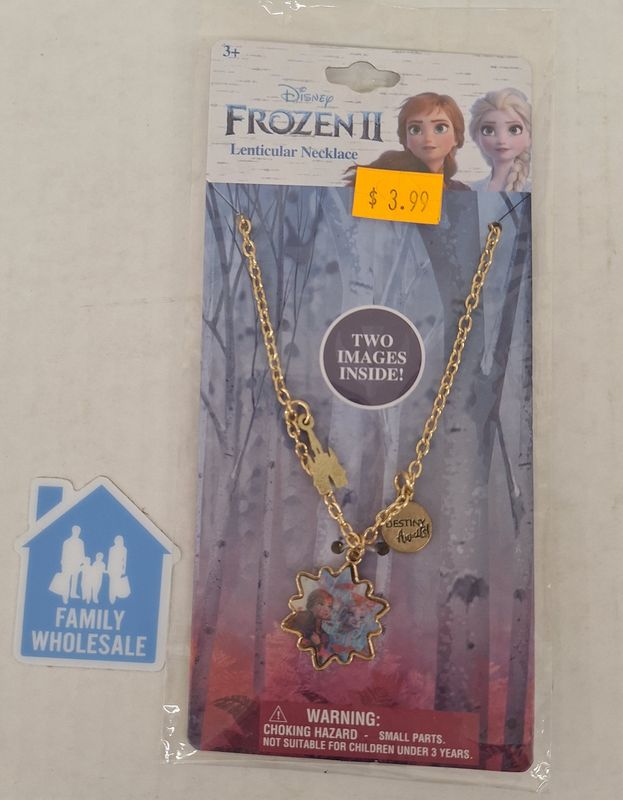 3+
Disney
FROZEN II
Lenticular Necklace
$ 3.99
TWO
IMAGES
INSIDE!
DESTINY
Awaits!
FAMILY
WHOLESALE
WARNING:
CHOKING HAZARD - SMALL PARTS.
NOT SUITABLE FOR CHILDREN UNDER 3 YEARS.